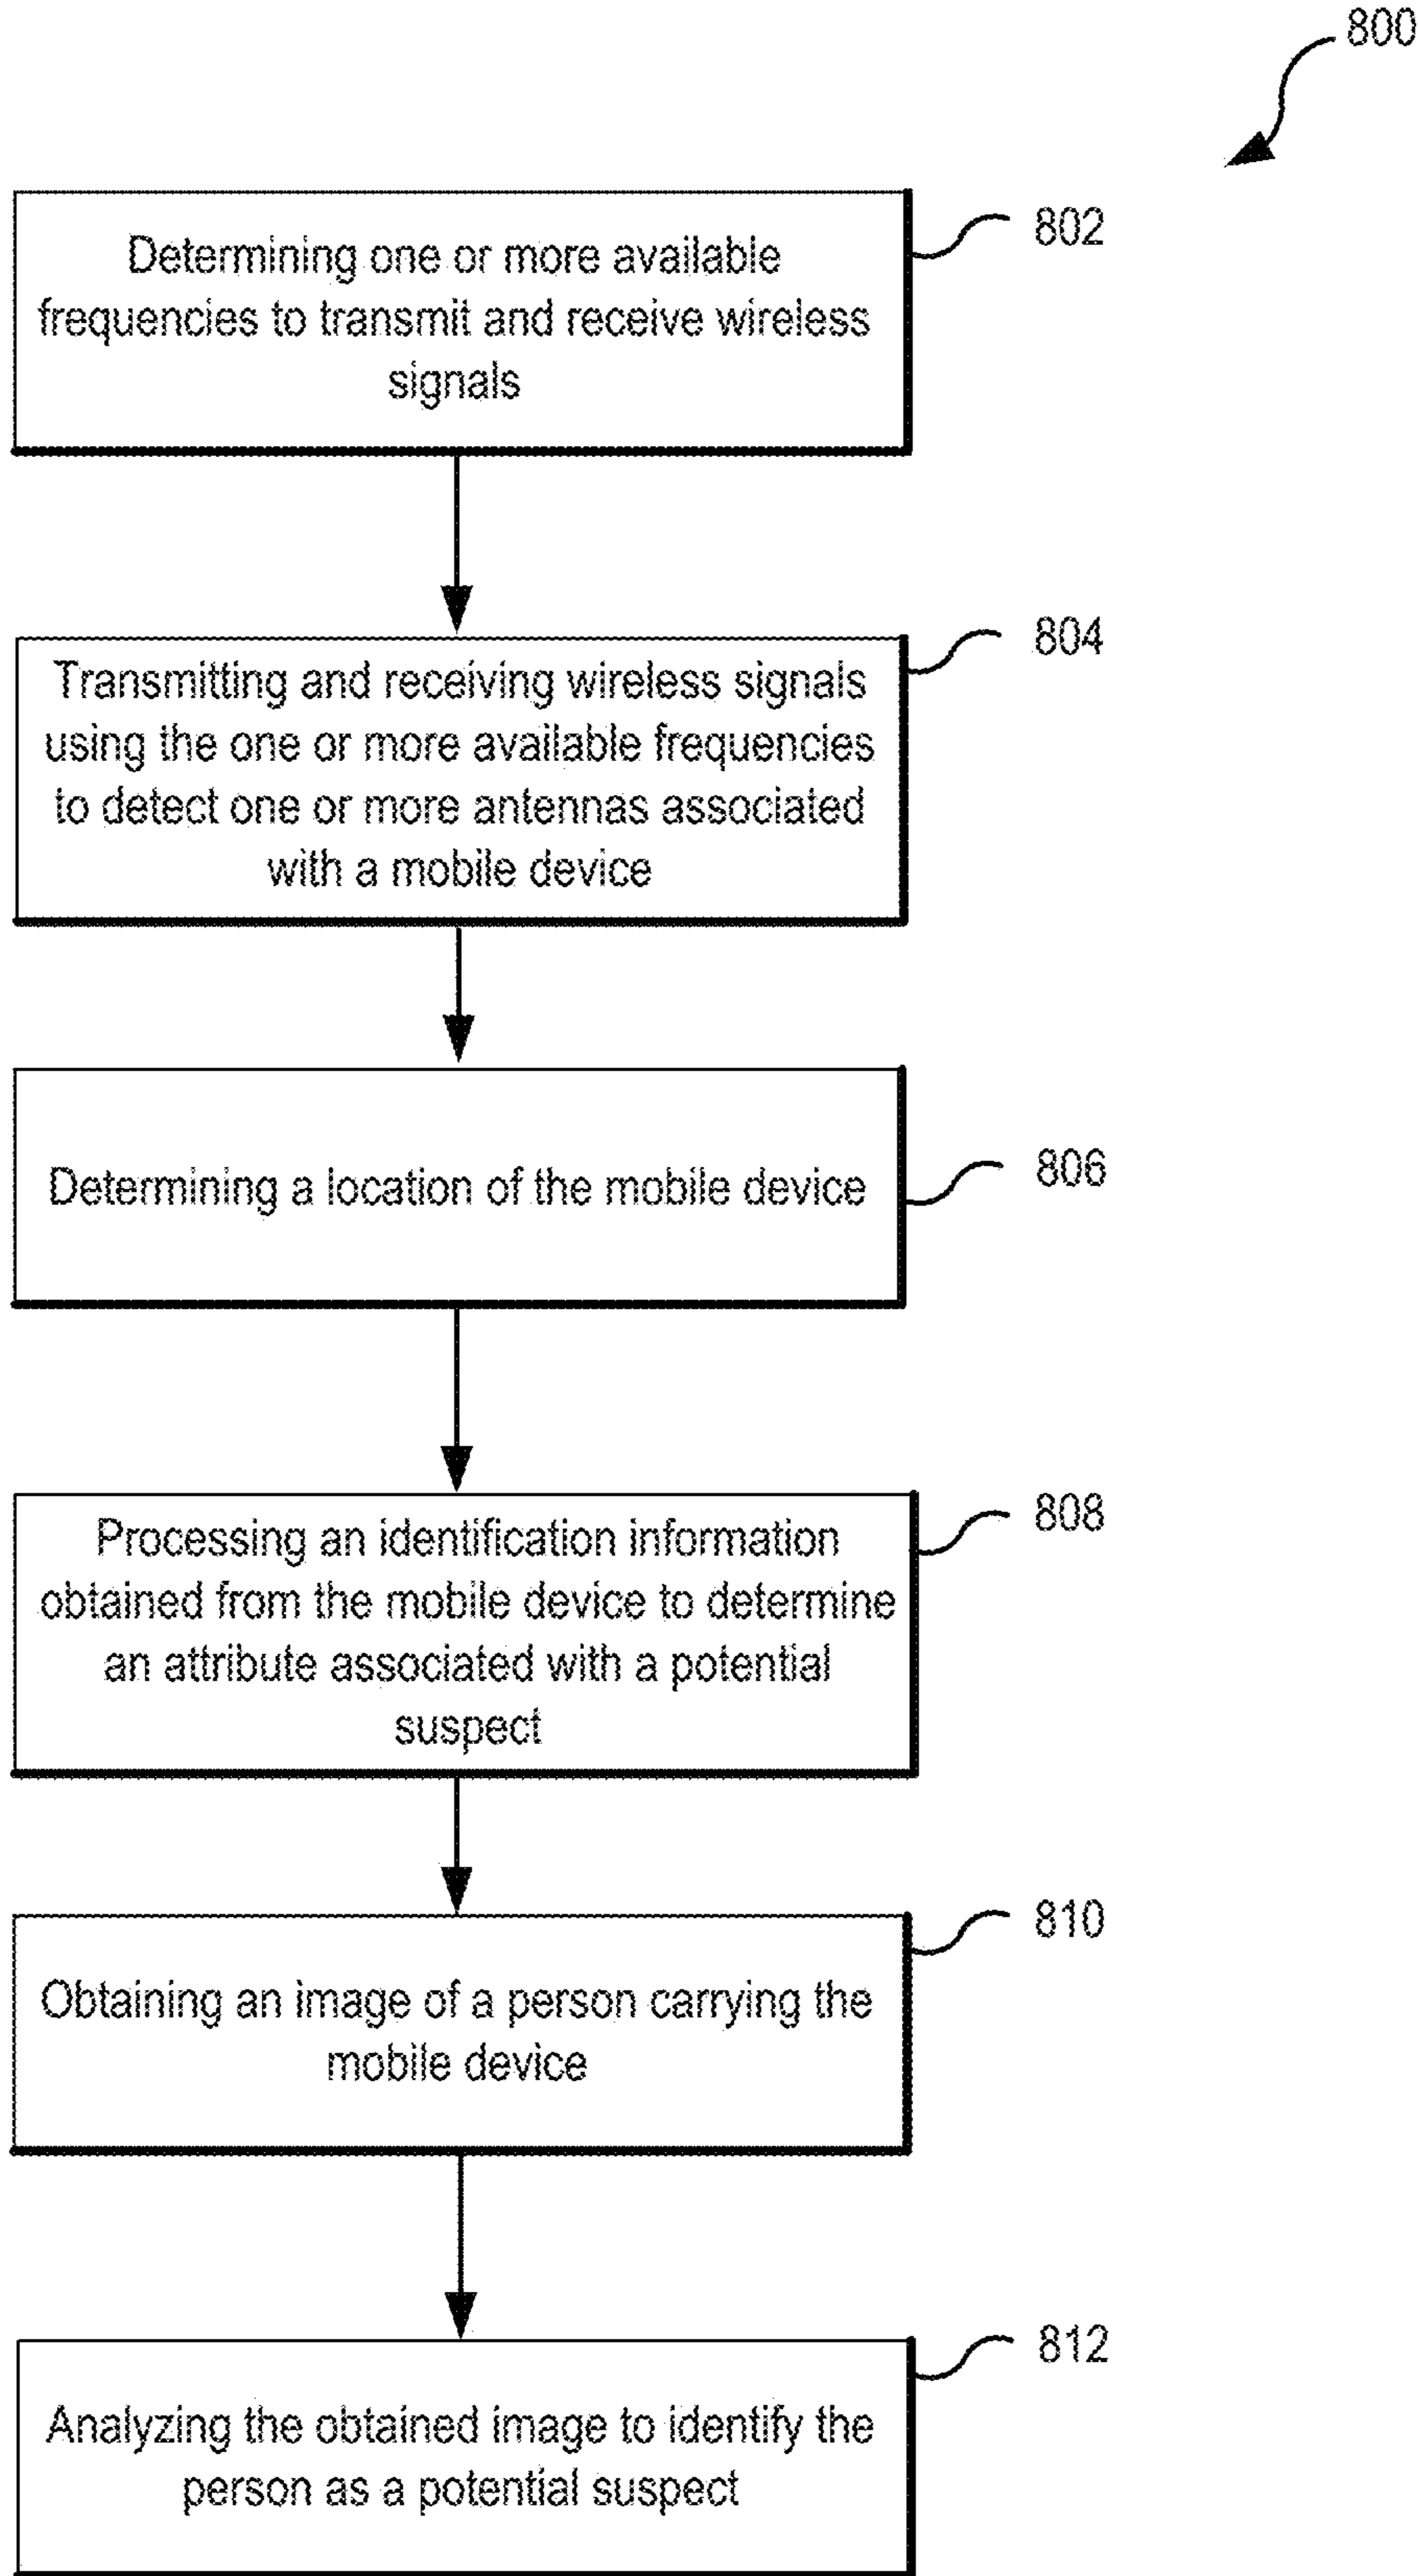 800
802
Determining one or more available
frequencies to transmit and receive wireless
signals
804
Transmitting and receiving wireless signals
using the one or more available frequencies
to detect one or more antennas associated
with a mobile device
806
Determining a location of the mobile device
808
Processing an identification information
obtained from the mobile device to determine
an attribute associated with a potential
suspect
810
Obtaining an image of a person carrying the
mobile device
812
Analyzing the obtained image to identify the
person as a potential suspect